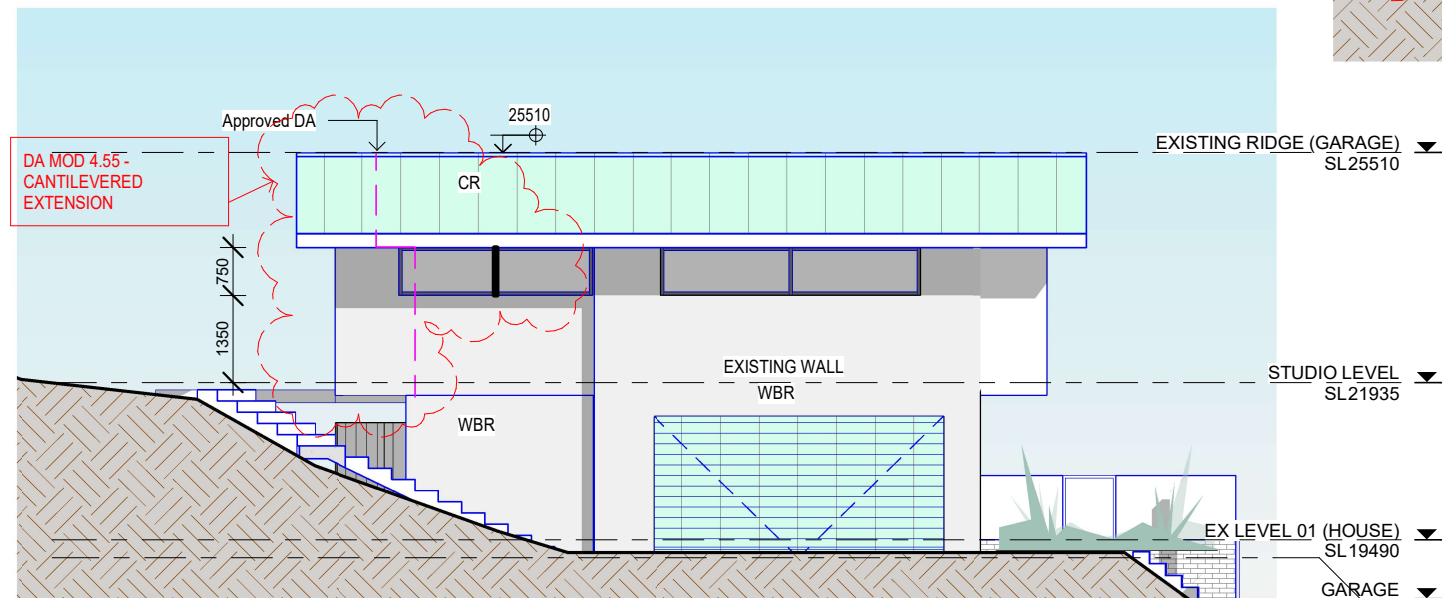 Approved DA
25510
DA MOD 4.55 -
CANTILEVERED
EXTENSION
EXISTING RIDGE (GARAGE)
SL25510
CR
750
1350
EXISTING WALL
WBR
WBR
STUDIO LEVEL
SL21935
EX LEVEL 01 (HOUSE)
SL19490
GARAGE